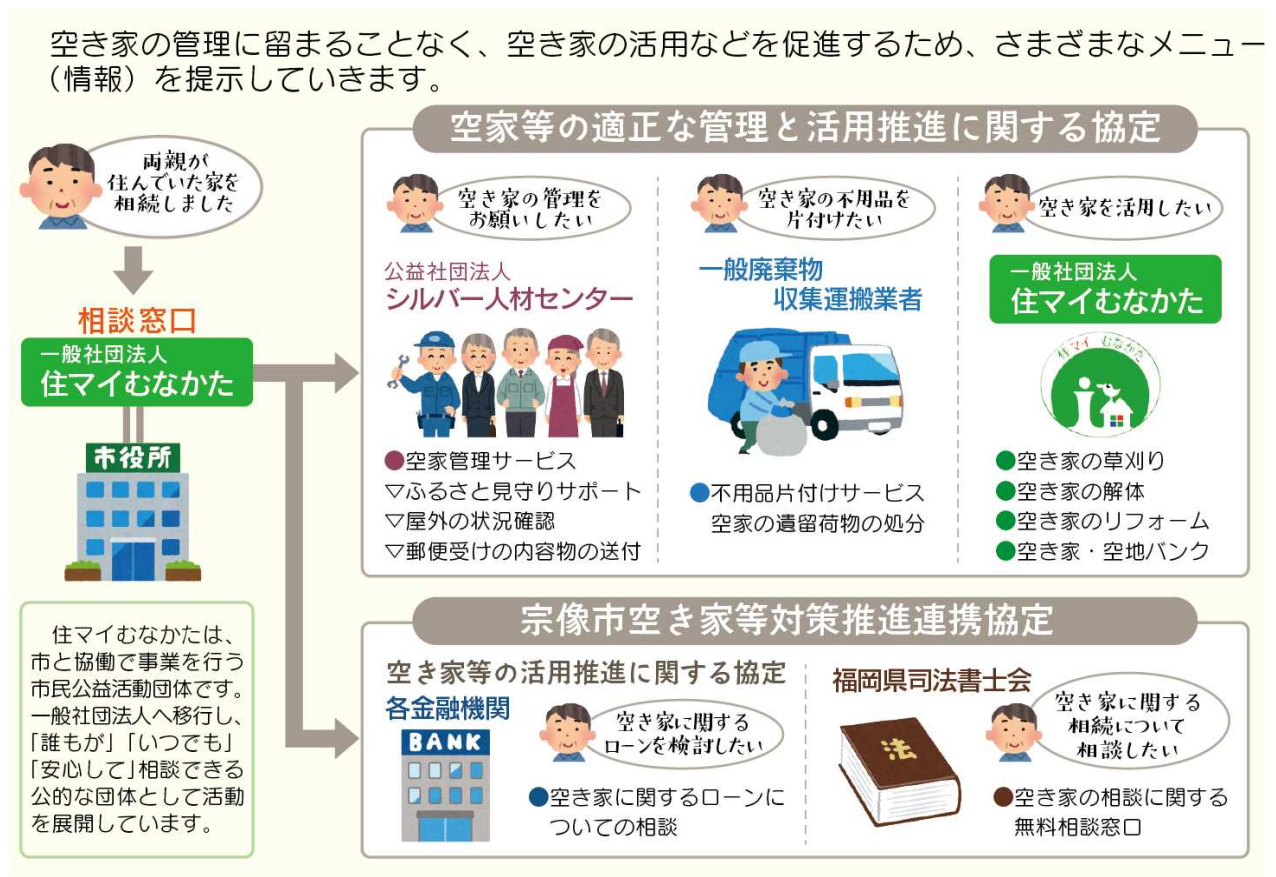 空き家の管理に留まることなく、空き家の活用などを促進するため、さまざまなメニュー
（情報）を提示していきます。
両親が
住んでいた家を
相続しました
相談窓口
一般社団法人
住マイむなかた
市役所
住マイむなかたは、
市と協働で事業を行う
市民公益活動団体です。
一般社団法人へ移行し、
「誰もが」「いつでも」
「安心して」相談できる
公的な団体として活動
を展開しています。
空家等の適正な管理と活用推進に関する協定
空き家の管理を
お願いしたい
公益社団法人
シルバー人材センター
●空家管理サービス
▽ふるさと見守りサポート
▽屋外の状況確認
▽郵便受けの内容物の送付
空き家の不用品を
片付けたい
一般廃棄物
収集運搬業者
●不用品片付けサービス
空家の遺留荷物の処分
空き家を活用したい
一般社団法人
住マイむなかた
住マイ むなかた
●空き家の草刈り
●空き家の解体
●空き家のリフォーム
●空き家・空地バンク
宗像市空き家等対策推進連携協定
空き家等の活用推進に関する協定
各金融機関
BANK
空き家に関する
ローンを検討したい
●空き家に関するローンに
ついての相談
福岡県司法書士会
法
空き家に関する
相続について
相談したい
●空き家の相談に関する
無料相談窓口